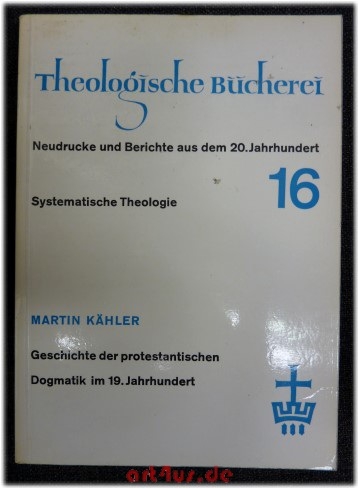 Theologische Bücherei
Neudrucke und Berichte aus dem 20. Jahrhundert
Systematische Theologie
16
MARTIN KÄHLER
Geschichte der protestantischen
Dogmatik im 19. Jahrhundert
art4us.de